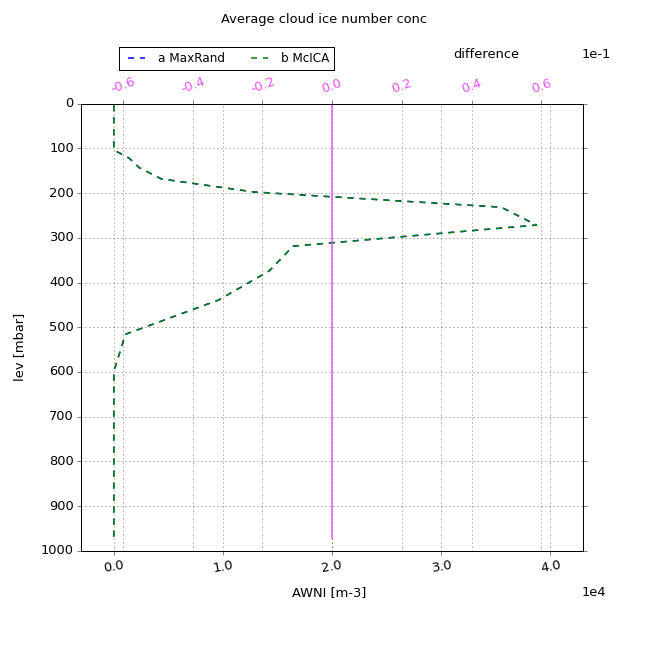 Average cloud ice number conc
a MaxRand b McICA
difference 1e-1
-0.6 -0.4 -0.2 0.0 0.2 0.4 0.6
0
100
200
300
400
500
600
700
800
900
1000
lev [mbar]
0.0 1.0 2.0 3.0 4.0
AWNI [m-3] 1e4